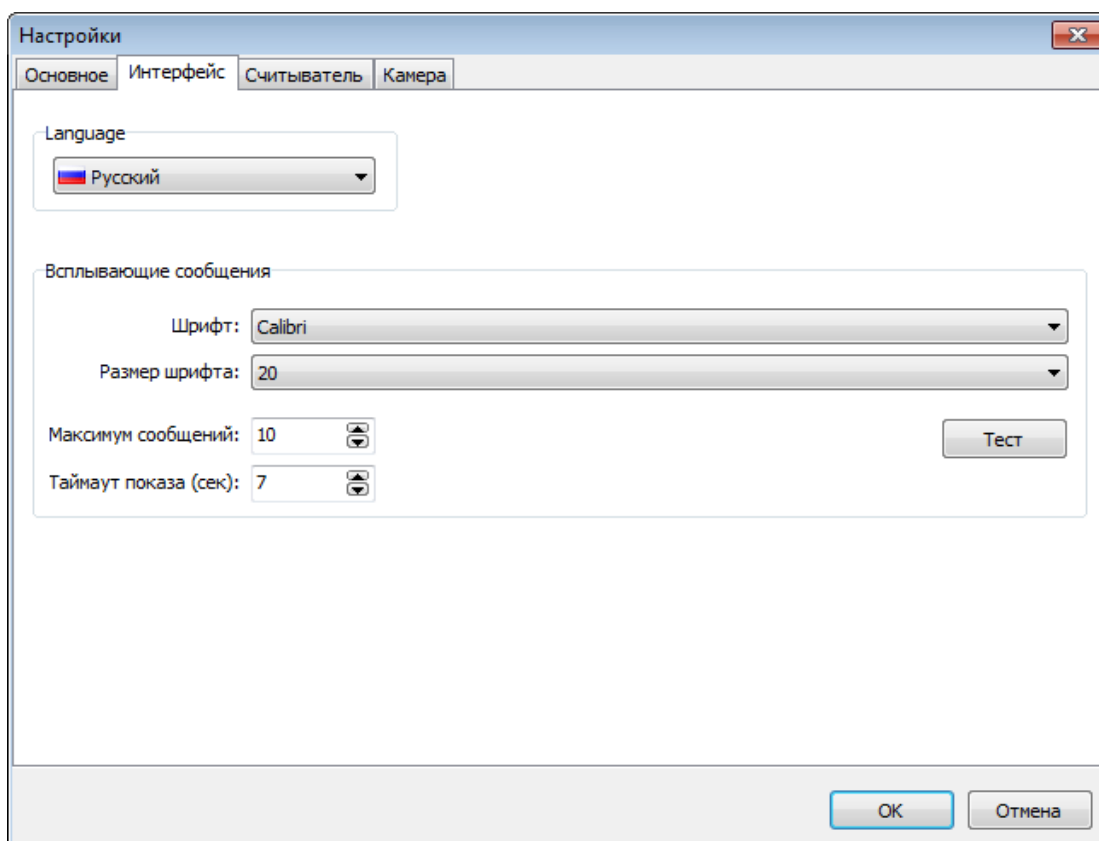 Настройки
Основное Интерфейс Считыватель Камера
Language
Русский
Всплывающие сообщения
Шрифт: Calibri
Размер шрифта: 20
Максимум сообщений: 10
Тест
Таймаут показа (сек): 7
OK Отмена